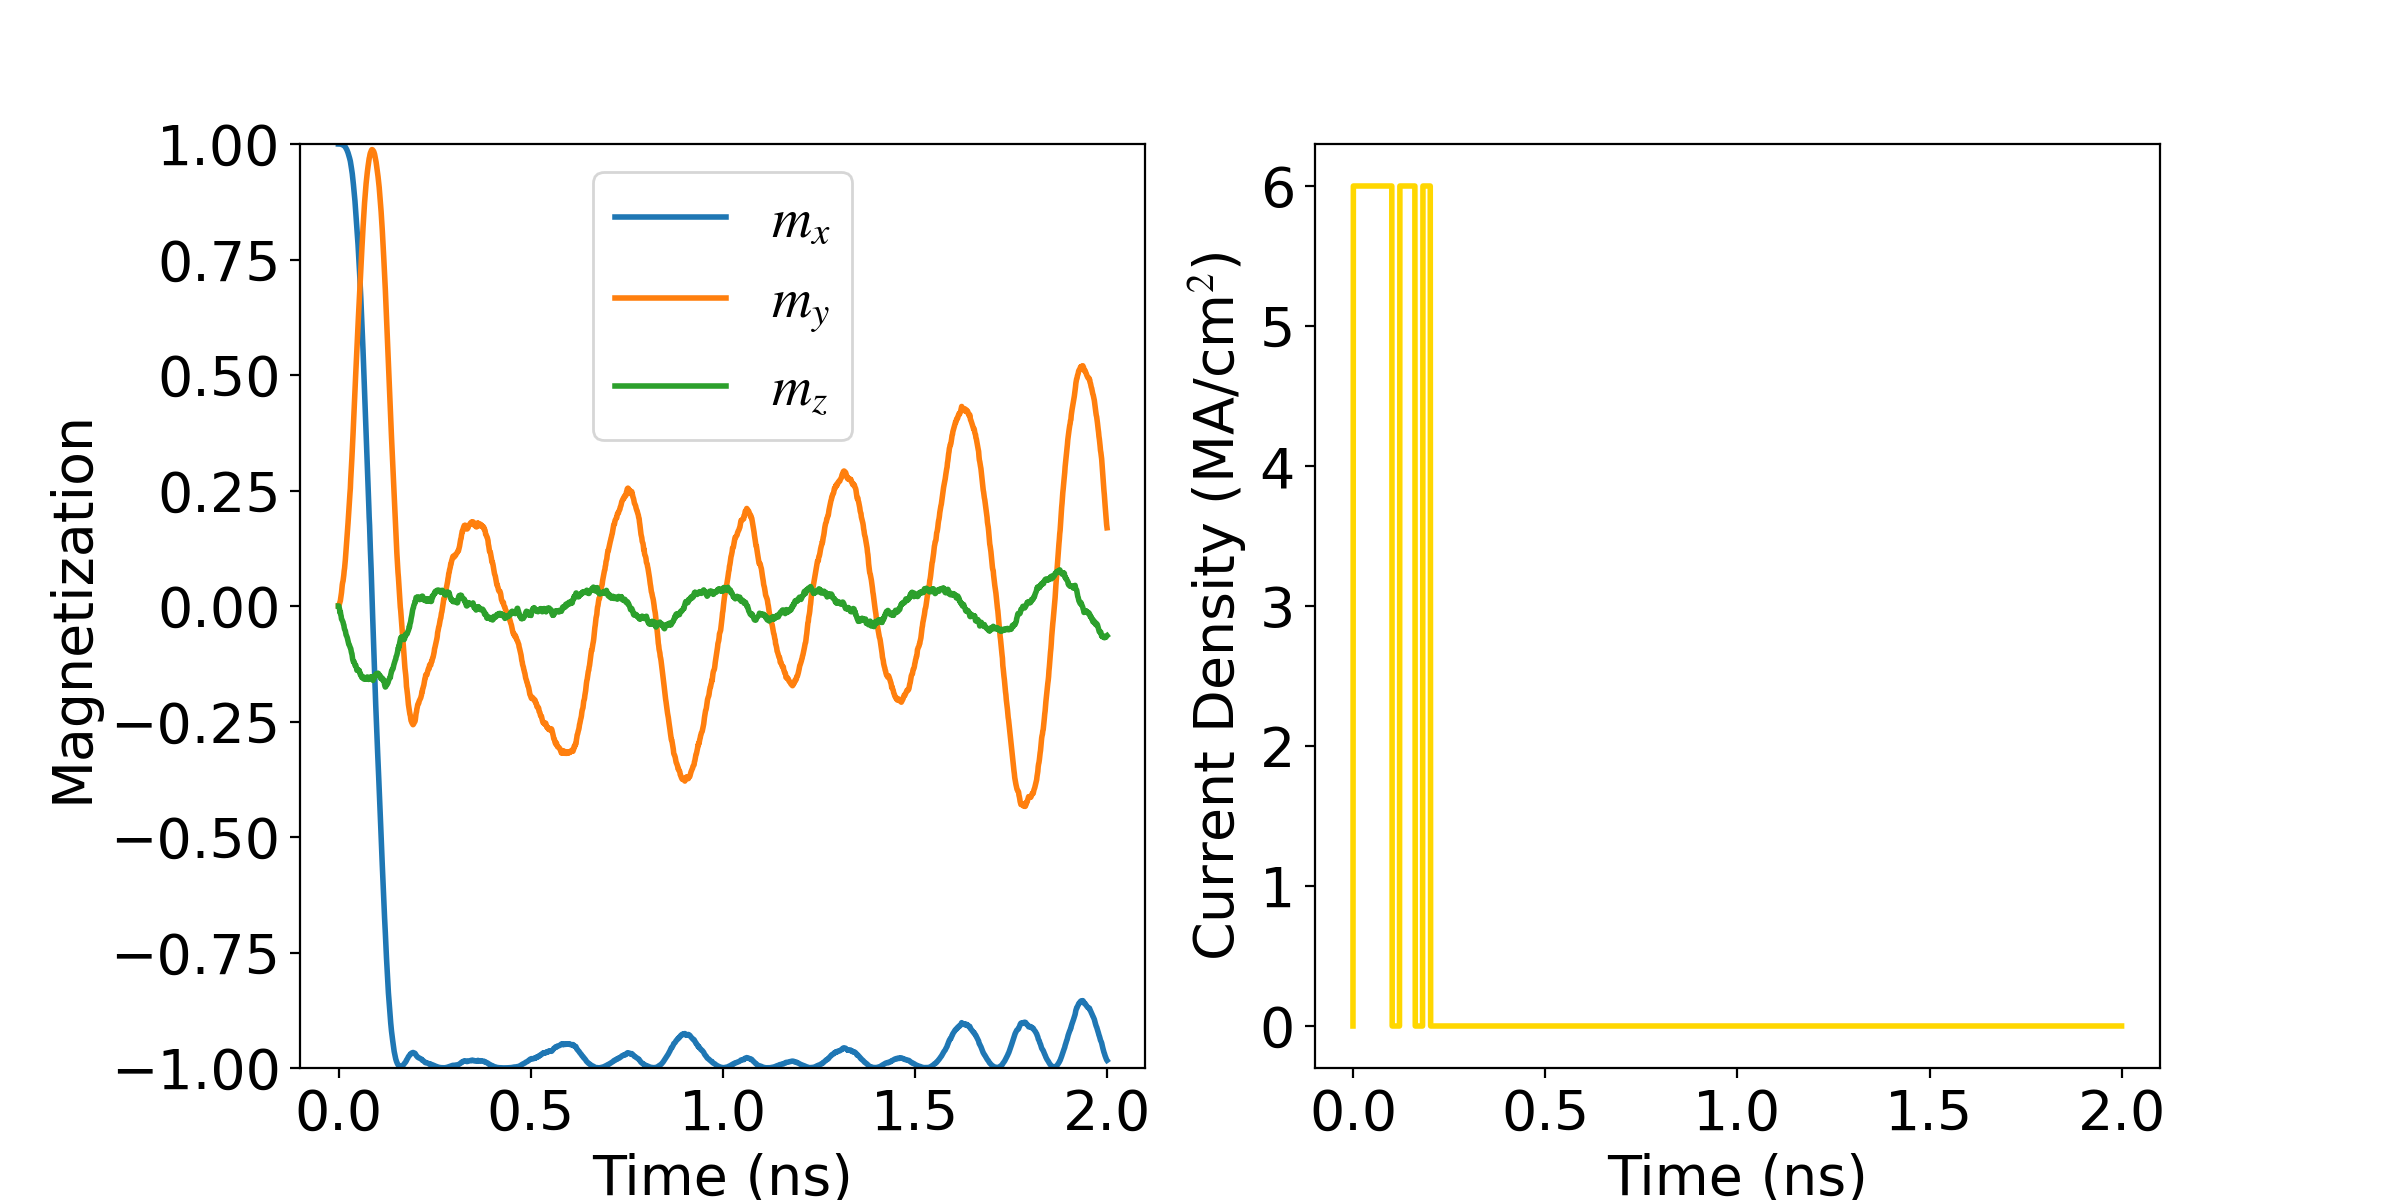 1.00
0.75
0.50
0.25
0.00
−0.25
−0.50
−0.75
−1.00
0.0 0.5 1.0 1.5 2.0
Time (ns)
Magnetization
mₓ
m_y
m_z
6
5
4
3
2
1
0
0.0 0.5 1.0 1.5 2.0
Time (ns)
Current Density (MA/cm²)